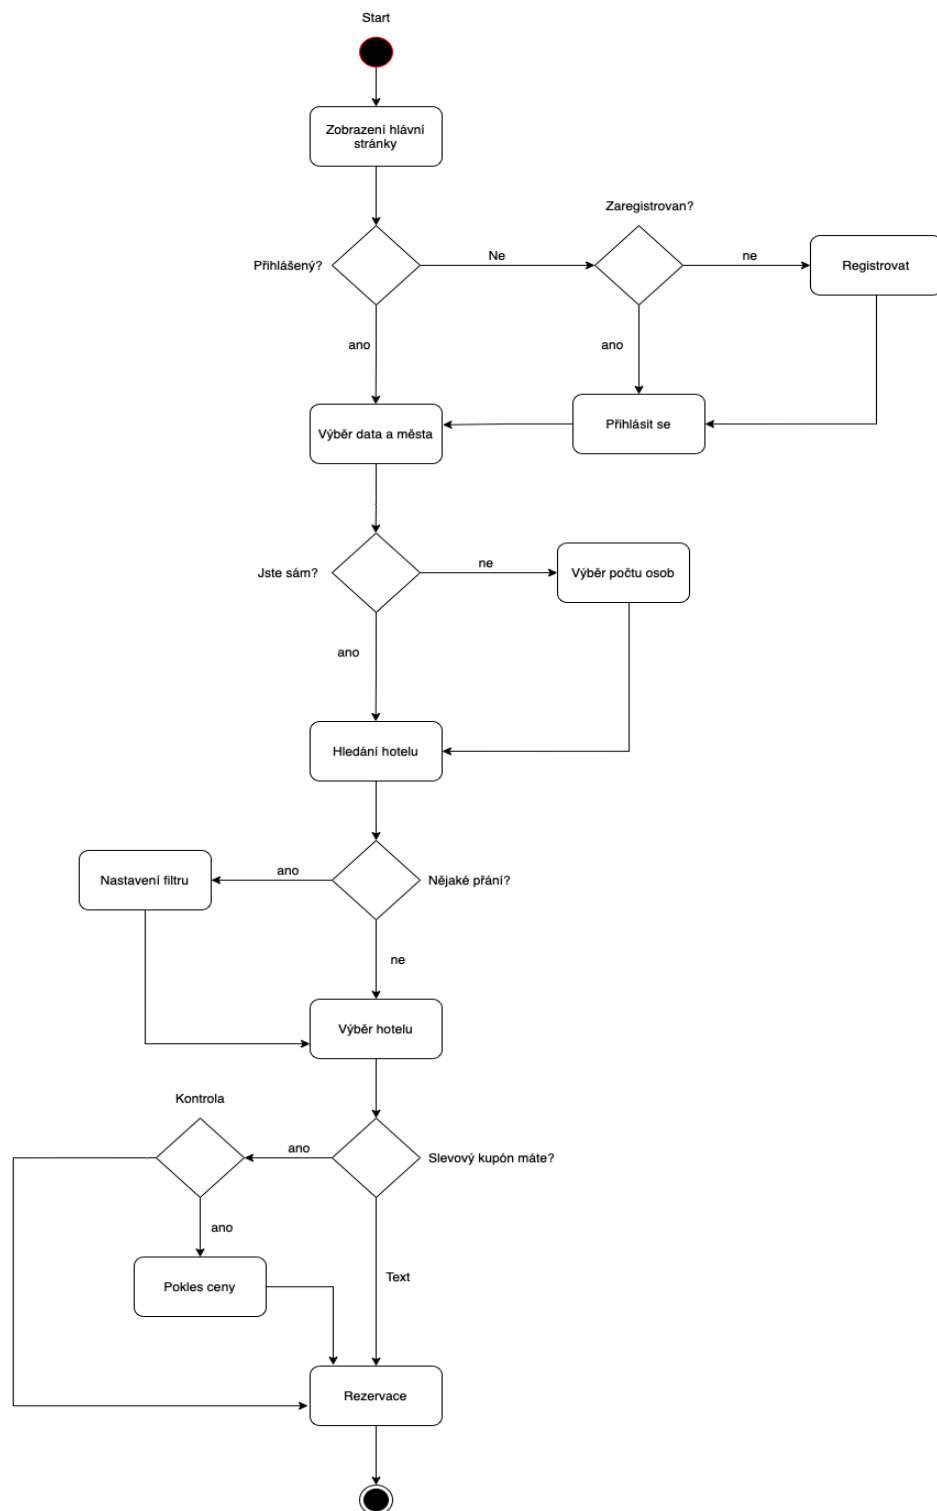 Start
Zobrazení hlávní
stránky
Zaregistrovan?
Přihlášený?
Ne
ne
Registrovat
ano
ano
Výběr data a města
Přihlásit se
Jste sám?
ne
Výběr počtu osob
ano
Hledání hotelu
Nastavení filtru
ano
Nějaké přání?
ne
Výběr hotelu
Kontrola
ano
Slevový kupón máte?
ano
Pokles ceny
Text
Rezervace